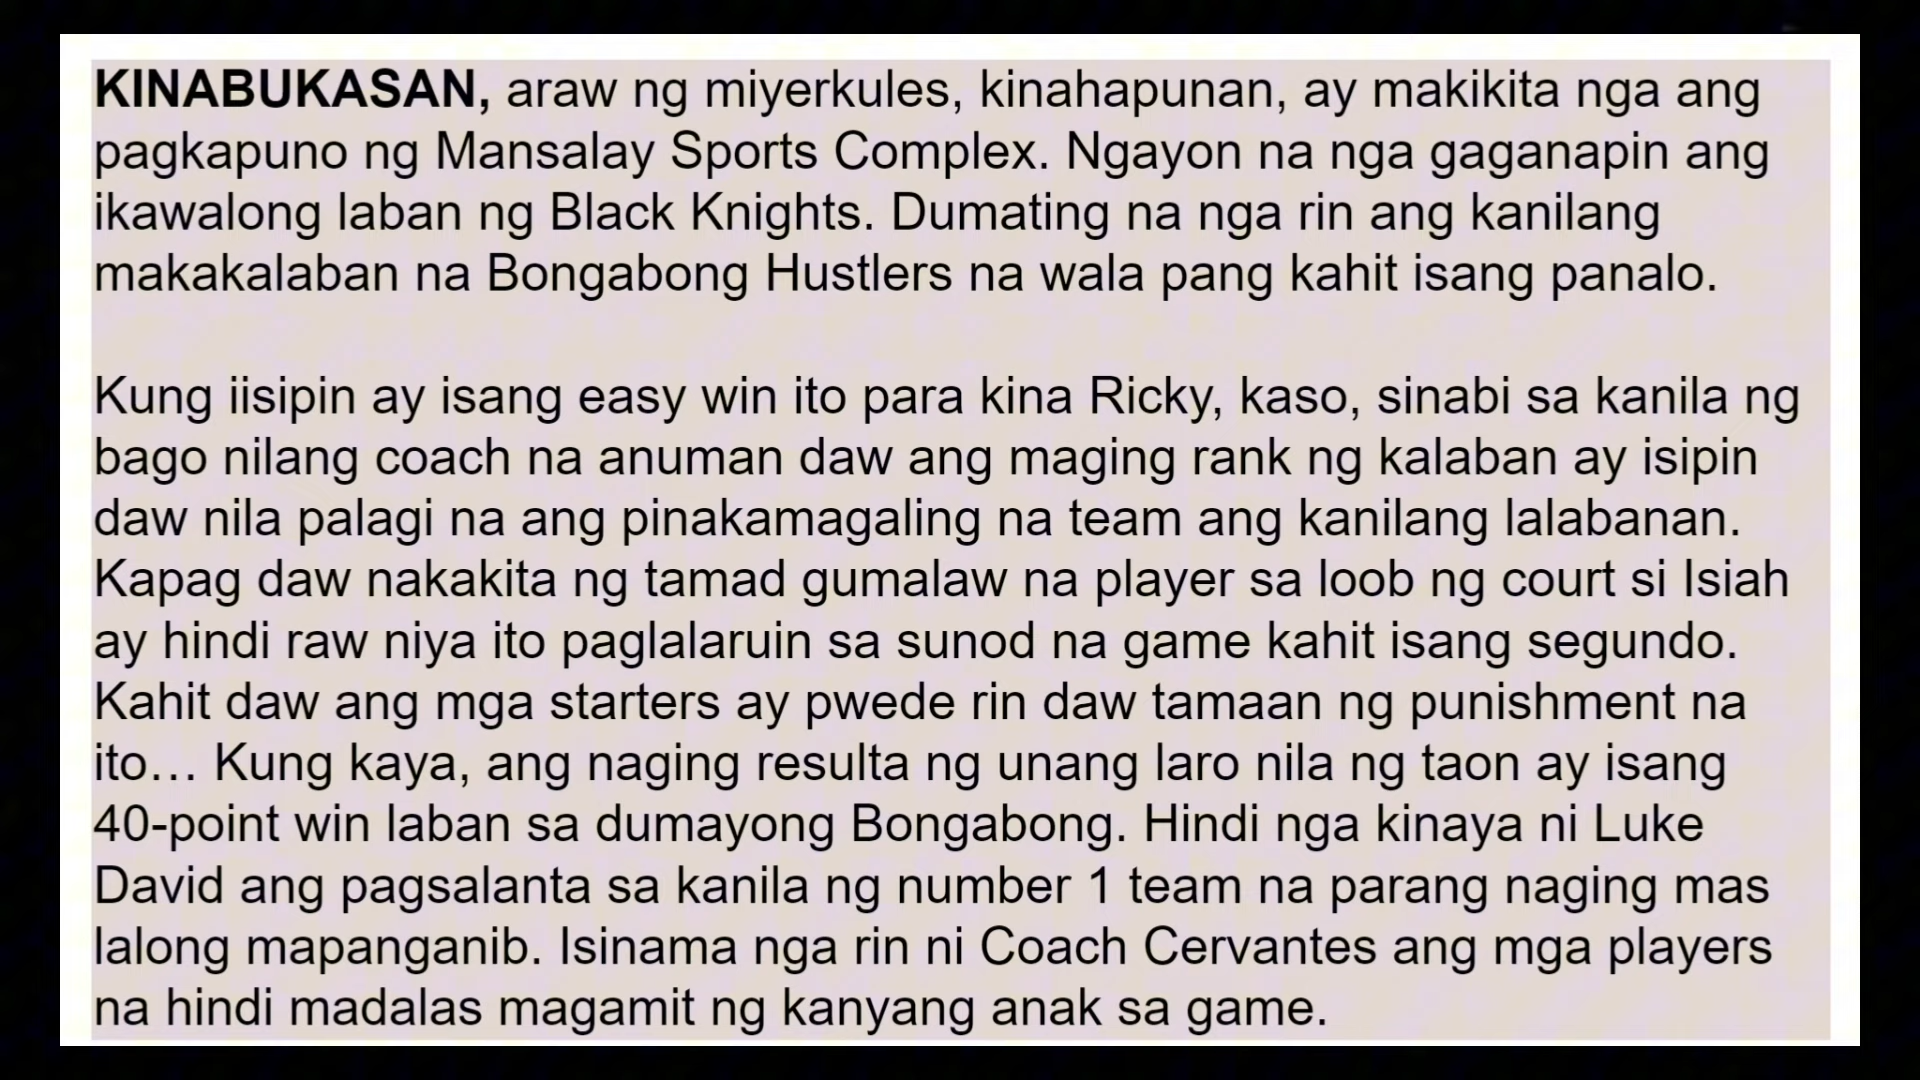 KINABUKASAN, araw ng miyerkules, kinahapunan, ay makikita nga ang
pagkapuno ng Mansalay Sports Complex. Ngayon na nga gaganapin ang
ikawalong laban ng Black Knights. Dumating na nga rin ang kanilang
makakalaban na Bongabong Hustlers na wala pang kahit isang panalo.
Kung iisipin ay isang easy win ito para kina Ricky, kaso, sinabi sa kanila ng
bago nilang coach na anuman daw ang maging rank ng kalaban ay isipin
daw nila palagi na ang pinakamagaling na team ang kanilang lalabanan.
Kapag daw nakakita ng tamad gumalaw na player sa loob ng court si Isiah
ay hindi raw niya ito paglalaruin sa sunod na game kahit isang segundo.
Kahit daw ang mga starters ay pwede rin daw tamaan ng punishment na
ito… Kung kaya, ang naging resulta ng unang laro nila ng taon ay isang
40-point win laban sa dumayong Bongabong. Hindi nga kinaya ni Luke
David ang pagsalanta sa kanila ng number 1 team na parang naging mas
lalong mapanganib. Isinama nga rin ni Coach Cervantes ang mga players
na hindi madalas magamit ng kanyang anak sa game.